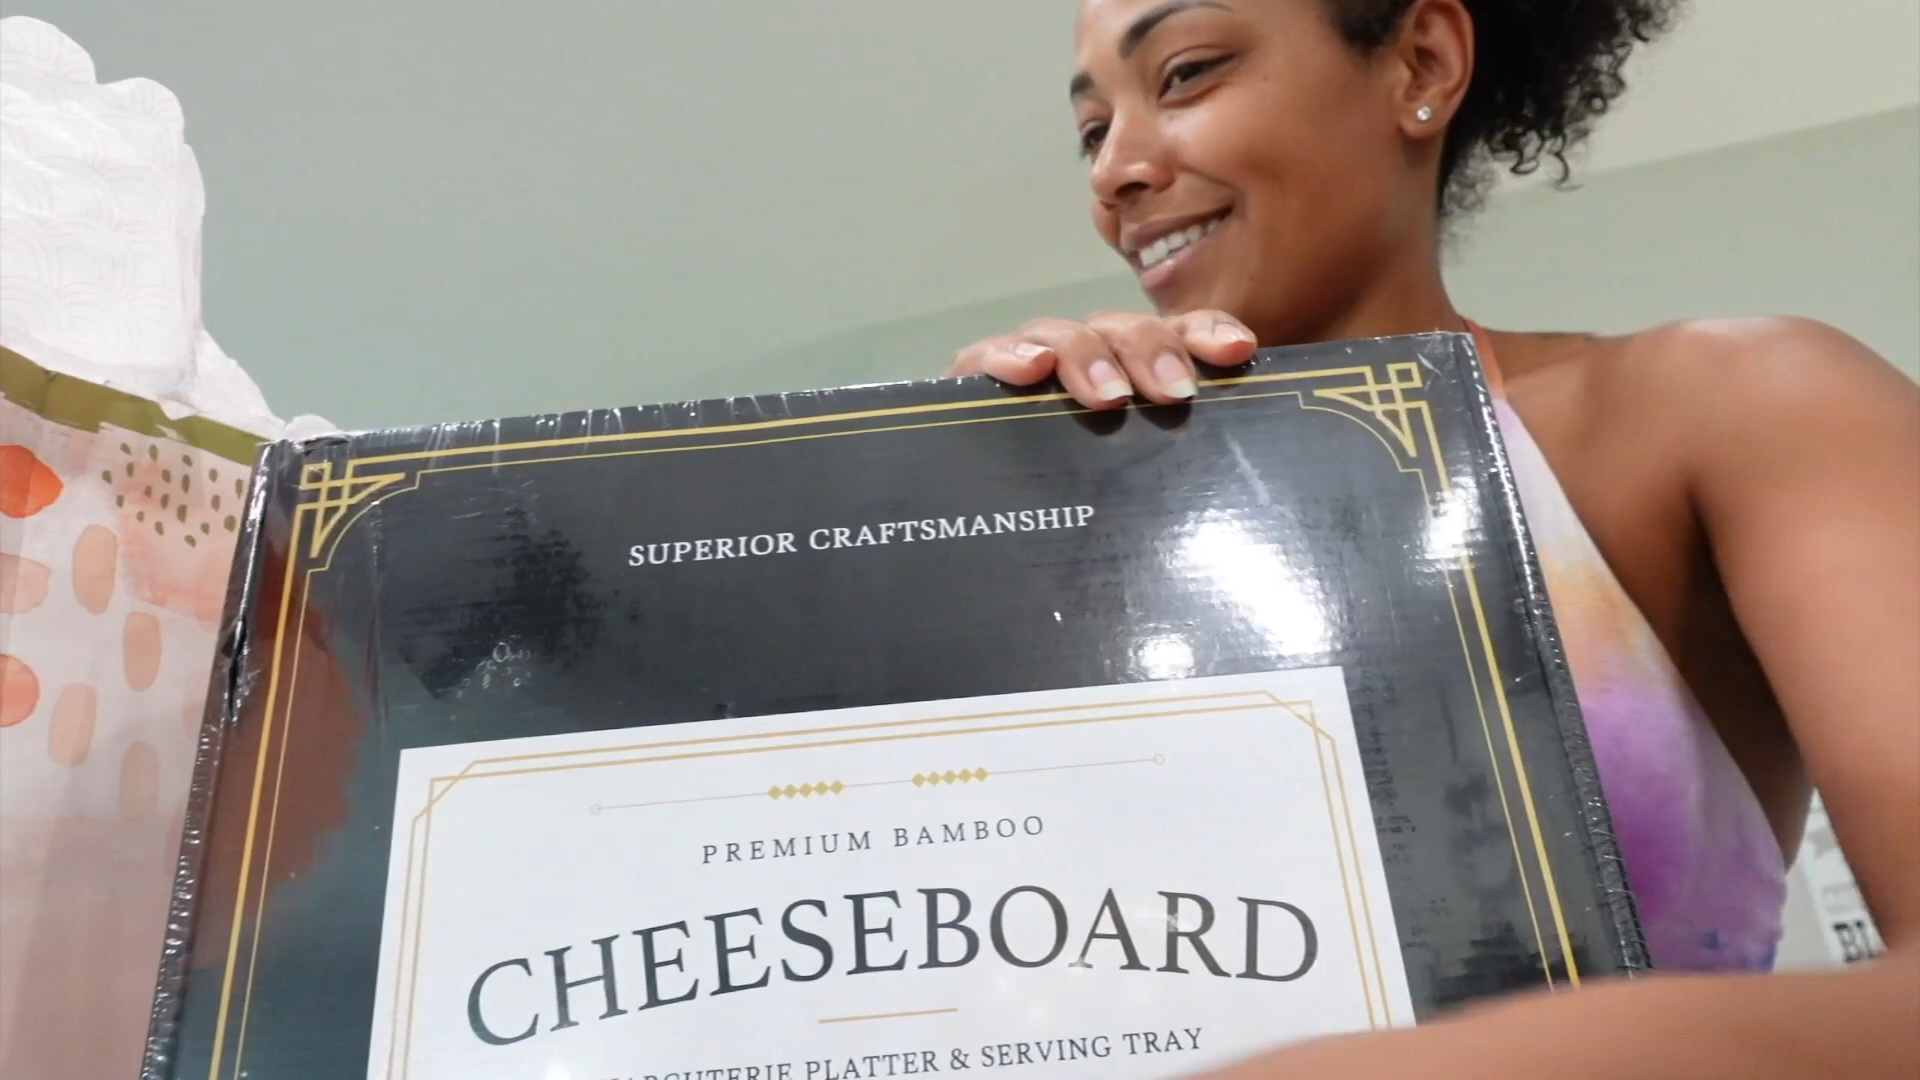 SUPERIOR CRAFTSMANSHIP
PREMIUM BAMBOO
CHEESEBOARD
PLATTER & SERVING TRAY